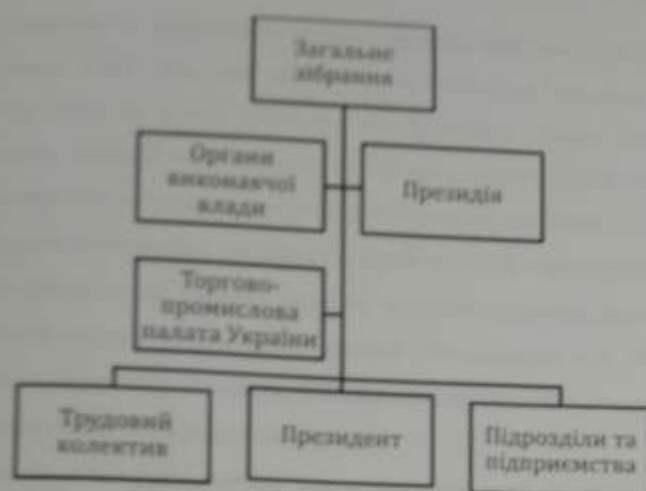 Загальне
зібрання
Органи
виконавчої
влади
Президія
Торгово-
промислова
палата України
Трудовий
колектив
Президент
Підрозділи та
підприємства